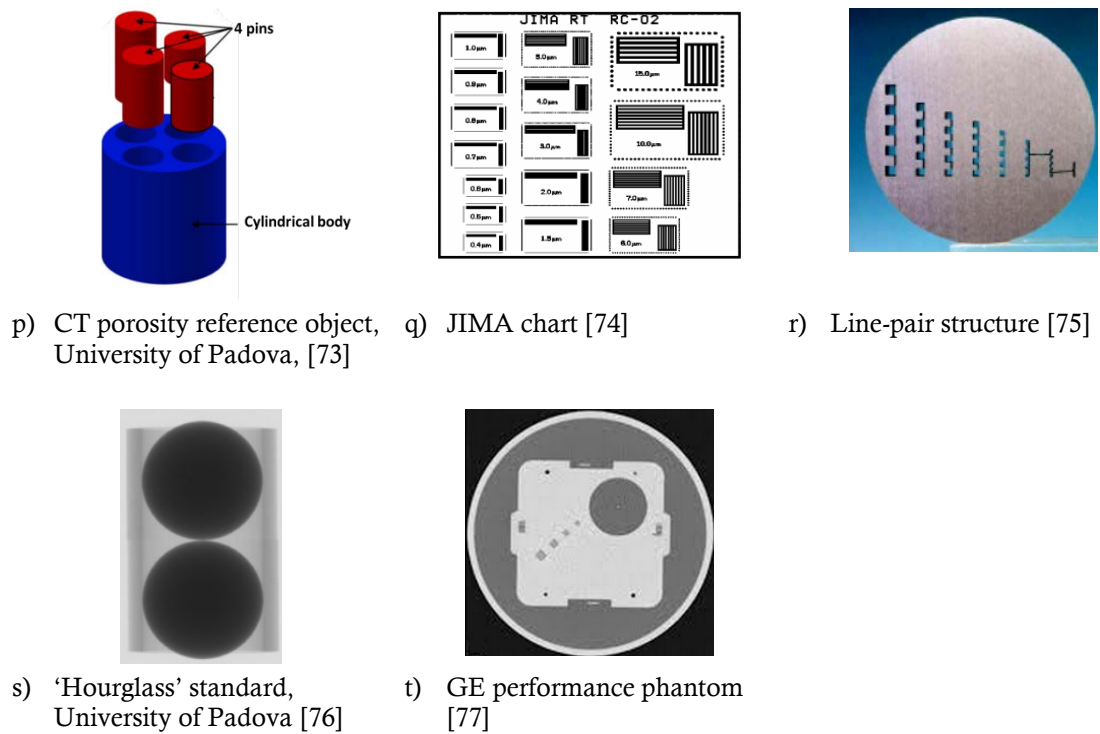 4 pins
Cylindrical body
JIMA RT RC-02
1.0µm
0.9µm
0.8µm
0.7µm
0.6µm
0.5µm
0.4µm
5.0µm
4.0µm
3.0µm
2.0µm
1.5µm
15.0µm
10.0µm
7.0µm
6.0µm
p) CT porosity reference object,
University of Padova, [73]
q) JIMA chart [74]
r) Line-pair structure [75]
s) ‘Hourglass’ standard,
University of Padova [76]
t) GE performance phantom
[77]